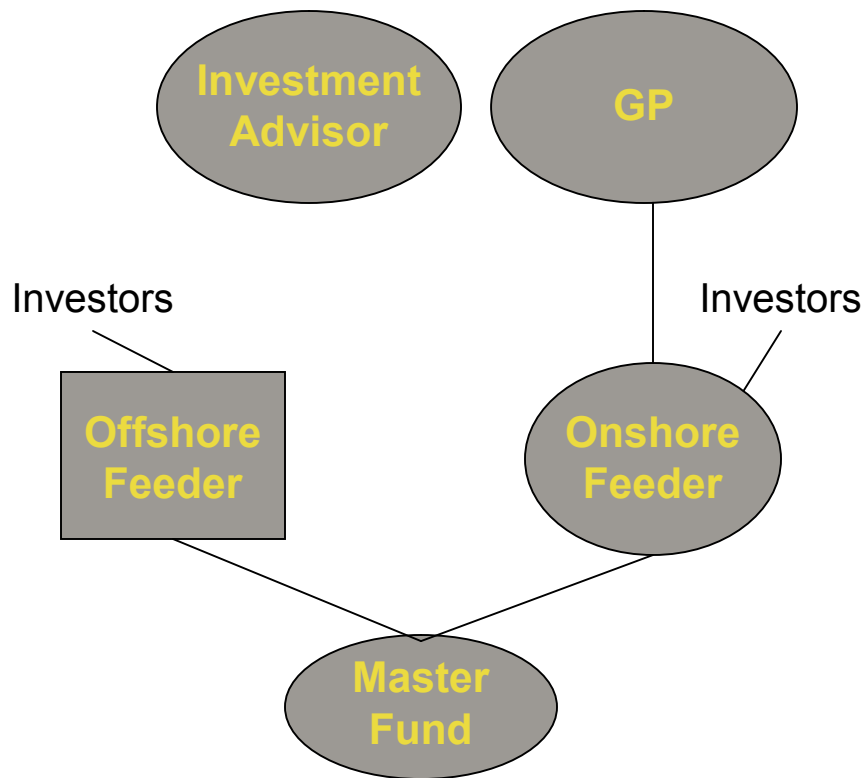 Investment
Advisor
GP
Investors
Investors
Offshore
Feeder
Onshore
Feeder
Master
Fund